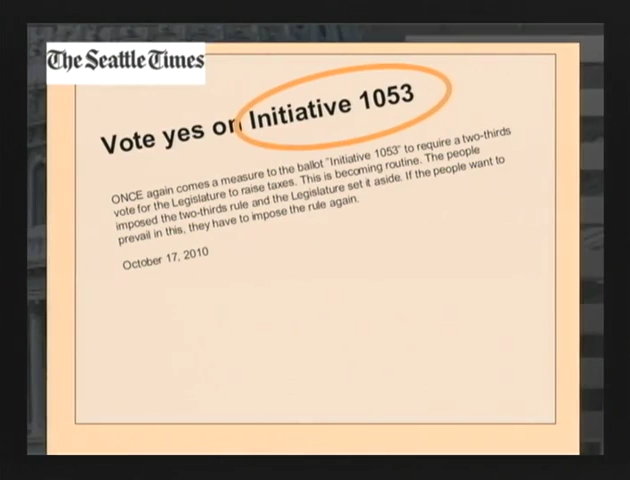 The Seattle Times
Vote yes on Initiative 1053
ONCE again comes a measure to the ballot "Initiative 1053" to require a two-thirds
vote for the Legislature to raise taxes. This is becoming routine. The people
imposed the two-thirds rule and the Legislature set it aside. If the people want to
prevail in this, they have to impose the rule again.
October 17, 2010